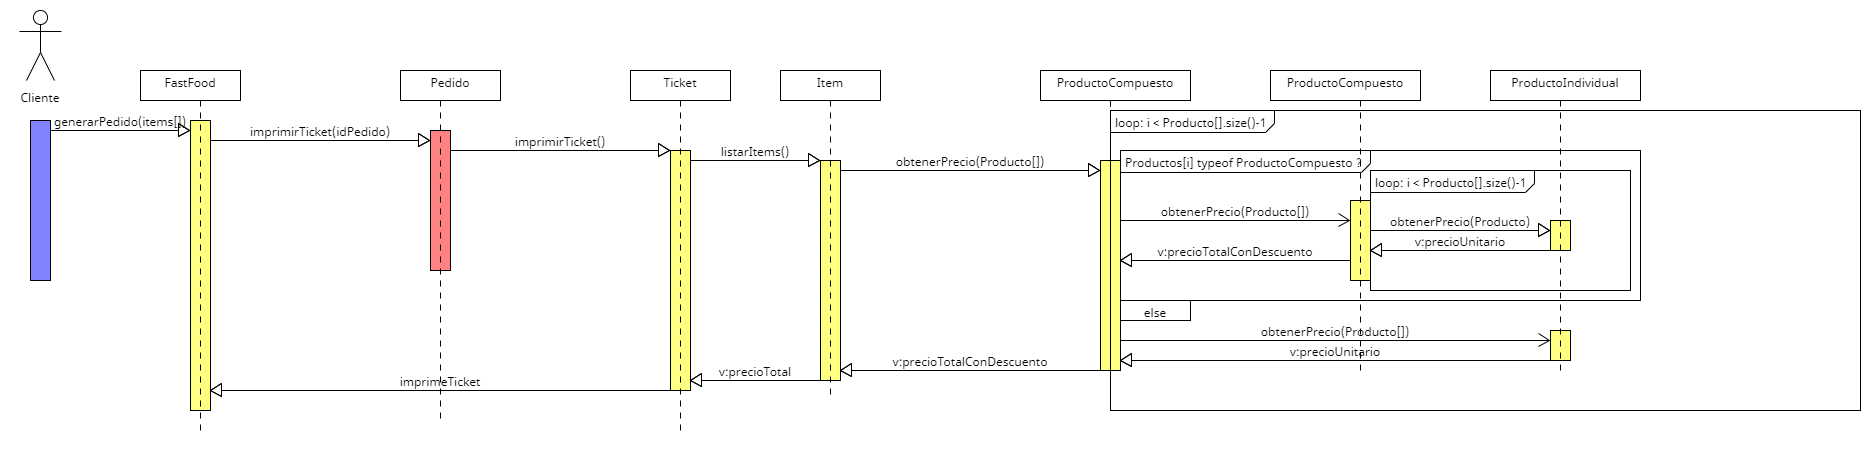 Cliente
FastFood
Pedido
Ticket
Item
ProductoCompuesto
ProductoCompuesto
ProductoIndividual
generarPedido(items[])
imprimirTicket(idPedido)
imprimirTicket()
listarItems()
obtenerPrecio(Producto[])
loop: i < Producto[].size()-1
Productos[i] typeof ProductoCompuesto ?
loop: i < Producto[].size()-1
obtenerPrecio(Producto[])
obtenerPrecio(Producto)
v:precioUnitario
v:precioTotalConDescuento
else
obtenerPrecio(Producto[])
v:precioUnitario
v:precioTotalConDescuento
v:precioTotal
imprimeTicket